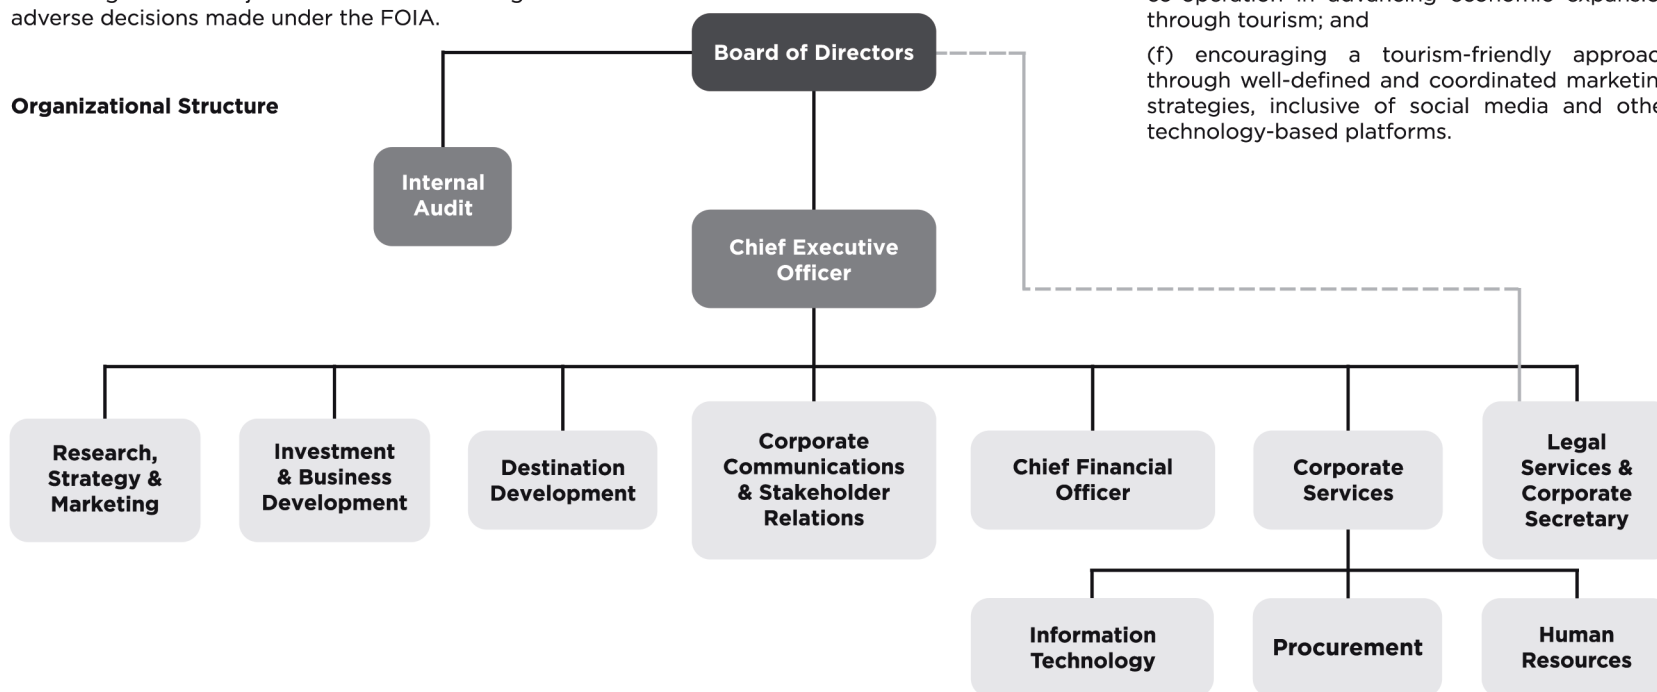 adverse decisions made under the FOIA.
Organizational Structure
through tourism; and
(f) encouraging a tourism-friendly
through well-defined and coordinated
strategies, inclusive of social media and
technology-based platforms.
Board of Directors
Internal
Audit
Chief Executive
Officer
Research,
Strategy &
Marketing
Investment
& Business
Development
Destination
Development
Corporate
Communications
& Stakeholder
Relations
Chief Financial
Officer
Corporate
Services
Legal
Services &
Corporate
Secretary
Information
Technology
Procurement
Human
Resources